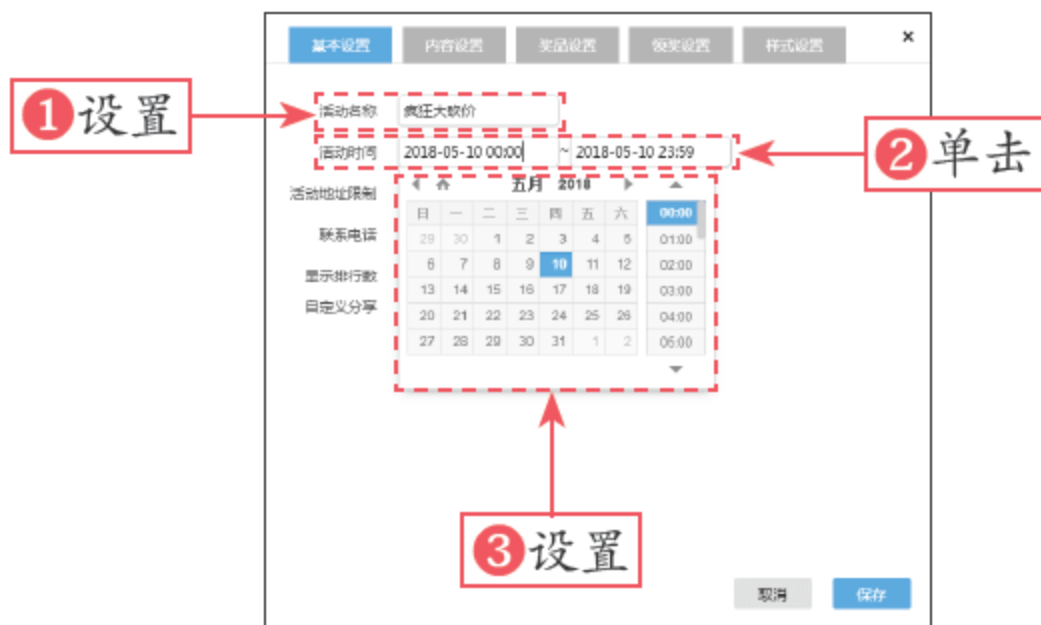 基本设置 内容设置 奖品设置 领奖设置 样式设置 ×
1 设置
活动名称 疯狂大砍价
活动时间 2018-05-10 00:00 ~ 2018-05-10 23:59
2 单击
活动地址限制
联系电话
显示排行数
自定义分享
五月 2018
日 一 二 三 四 五 六 00:00
29 30 1 2 3 4 5 01:00
6 7 8 9 10 11 12 02:00
13 14 15 16 17 18 19 03:00
20 21 22 23 24 25 26 04:00
27 28 29 30 31 1 2 05:00
3 设置
取消 保存